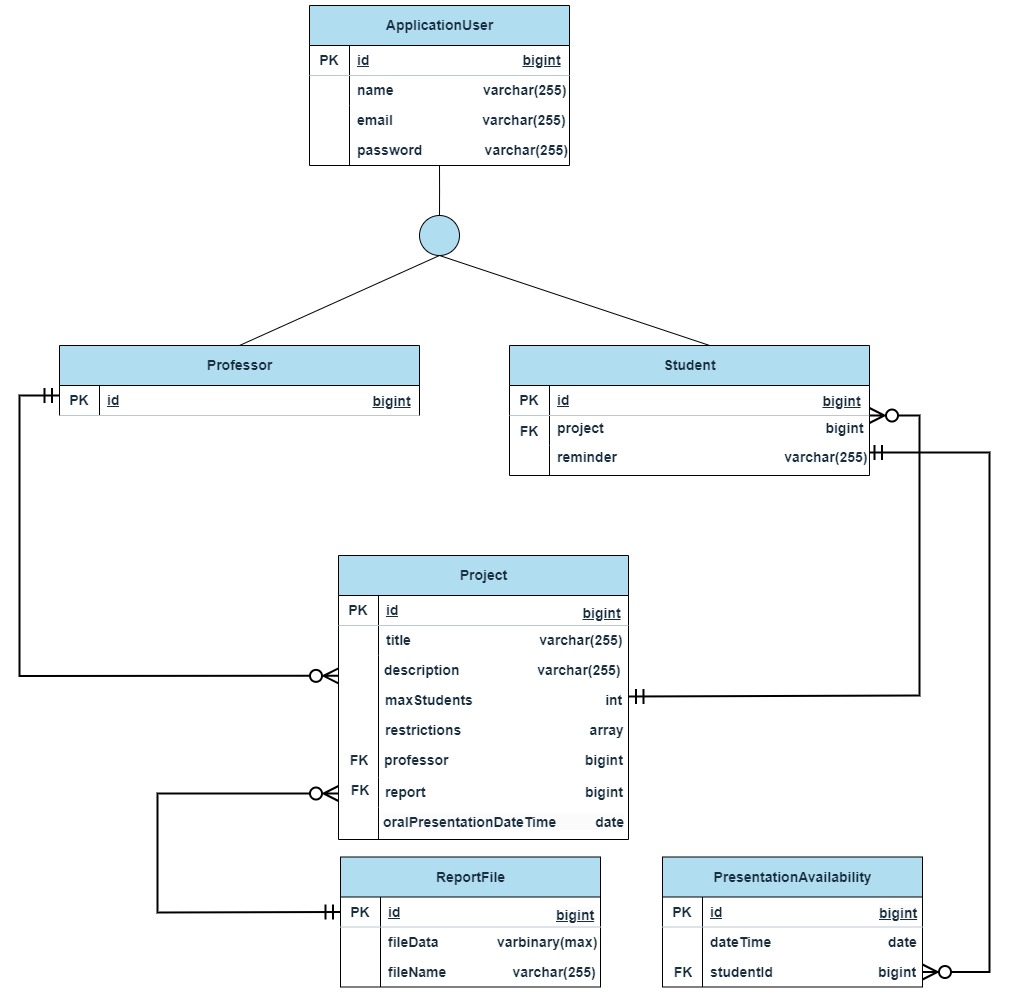 ApplicationUser
PK id bigint
name varchar(255)
email varchar(255)
password varchar(255)
Professor
PK id bigint
Student
PK id bigint
FK project bigint
reminder varchar(255)
Project
PK id bigint
title varchar(255)
description varchar(255)
maxStudents int
restrictions array
FK professor bigint
FK report bigint
oralPresentationDateTime date
ReportFile
PK id bigint
fileData varbinary(max)
fileName varchar(255)
PresentationAvailability
PK id bigint
dateTime date
FK studentId bigint